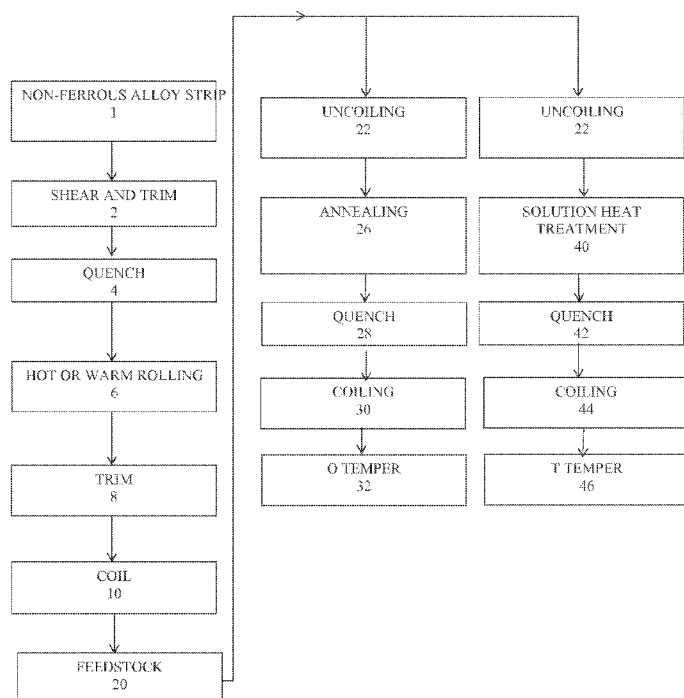 NON-FERROUS ALLOY STRIP
1
SHEAR AND TRIM
2
QUENCH
4
HOT OR WARM ROLLING
6
TRIM
8
COIL
10
FEEDSTOCK
20
UNCOILING
22
ANNEALING
26
QUENCH
28
COILING
30
O TEMPER
32
UNCOILING
22
SOLUTION HEAT
TREATMENT
40
QUENCH
42
COILING
44
T TEMPER
46